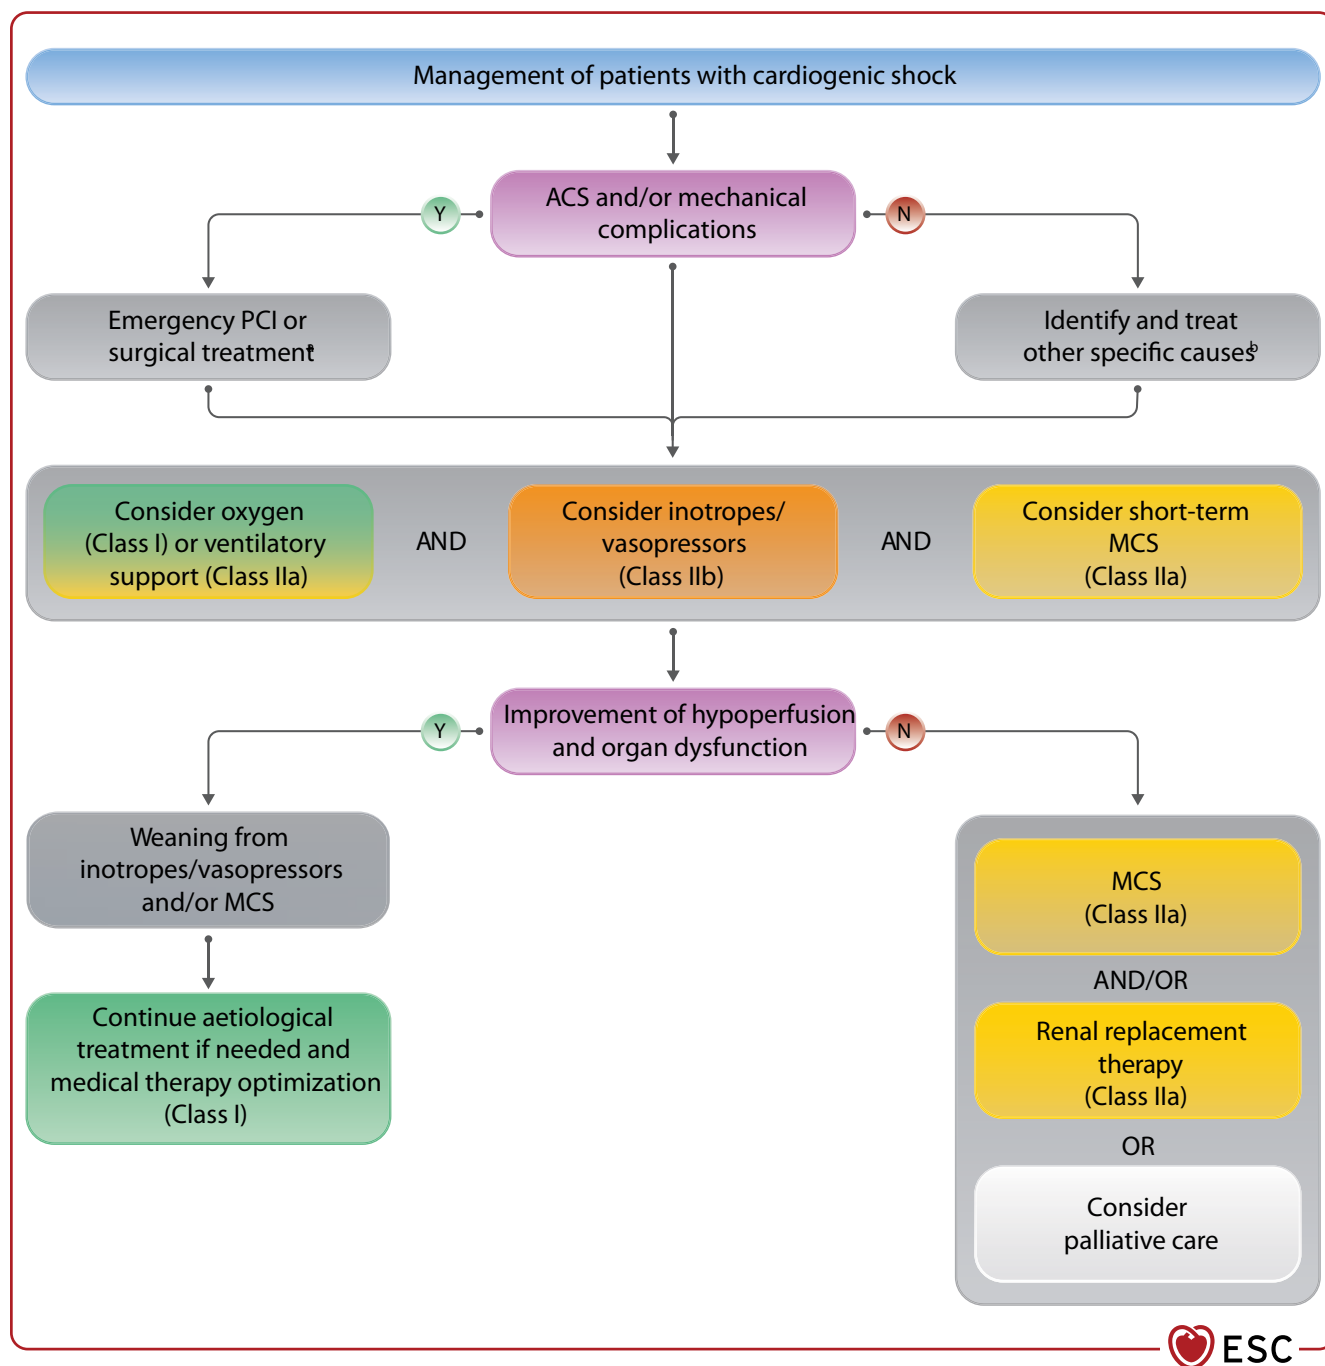 Management of patients with cardiogenic shock
ACS and/or mechanical
complications
Y
N
Emergency PCI or
surgical treatmentª
Identify and treat
other specific causesᵇ
Consider oxygen
(Class I) or ventilatory
support (Class IIa)
AND
Consider inotropes/
vasopressors
(Class IIb)
AND
Consider short-term
MCS
(Class IIa)
Improvement of hypoperfusion
and organ dysfunction
Y
N
Weaning from
inotropes/vasopressors
and/or MCS
Continue aetiological
treatment if needed and
medical therapy optimization
(Class I)
MCS
(Class IIa)
AND/OR
Renal replacement
therapy
(Class IIa)
OR
Consider
palliative care
ESC